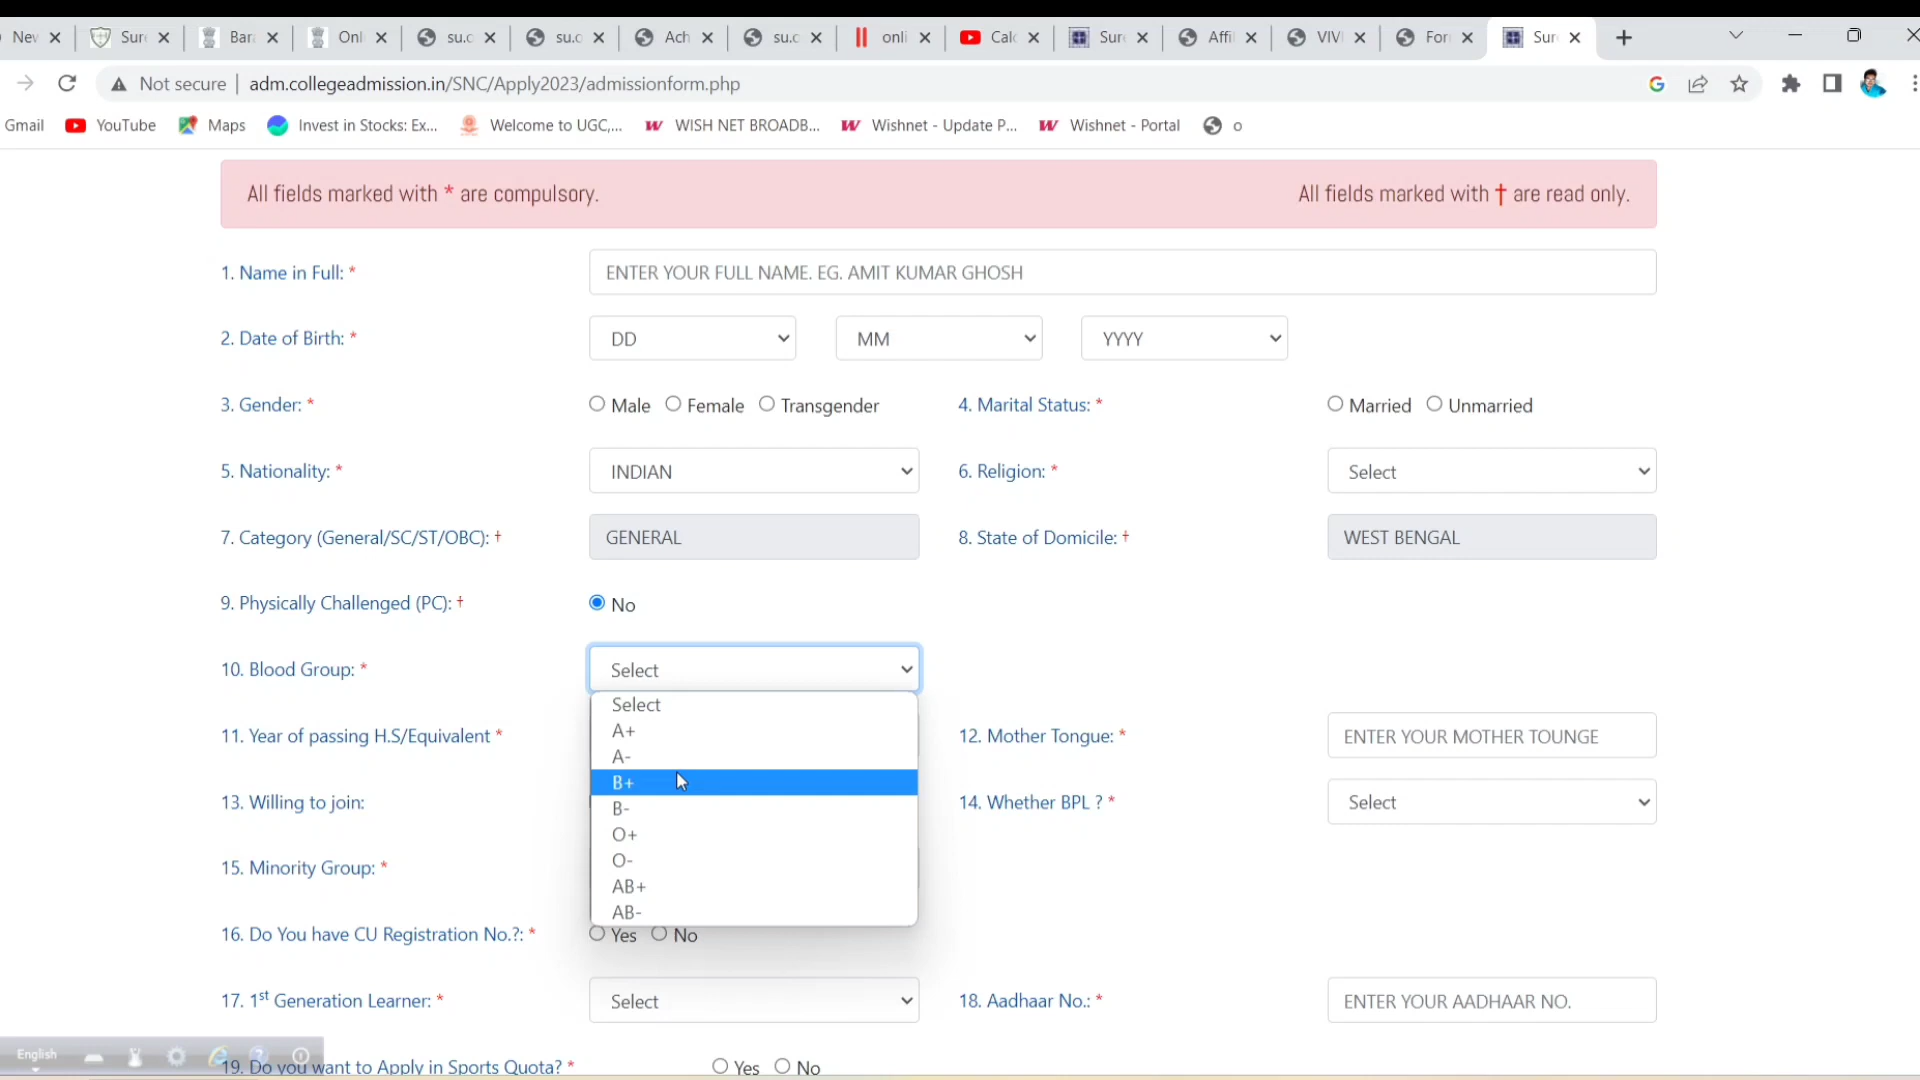 Nev
Sur
Bar
Onl
su.c
su.c
Ach
su.c
onli
Calc
Sur
Affi
VIVI
For
Sur
Not secure | adm.collegeadmission.in/SNC/Apply2023/admissionform.php
Gmail YouTube Maps Invest in Stocks: Ex... Welcome to UGC,... WISH NET BROADB... Wishnet - Update P... Wishnet - Portal o
All fields marked with * are compulsory. All fields marked with † are read only.
1. Name in Full: * ENTER YOUR FULL NAME. EG. AMIT KUMAR GHOSH
2. Date of Birth: * DD MM YYYY
3. Gender: * Male Female Transgender 4. Marital Status: * Married Unmarried
5. Nationality: * INDIAN 6. Religion: * Select
7. Category (General/SC/ST/OBC): † GENERAL 8. State of Domicile: † WEST BENGAL
9. Physically Challenged (PC): † No
10. Blood Group: * Select
Select
A+
11. Year of passing H.S/Equivalent * 12. Mother Tongue: * ENTER YOUR MOTHER TOUNGE
A-
B+
13. Willing to join: 14. Whether BPL ? * Select
B-
O+
O-
15. Minority Group: *
AB+
AB-
16. Do You have CU Registration No.?: * Yes No
17. 1st Generation Learner: * Select 18. Aadhaar No.: * ENTER YOUR AADHAAR NO.
English
19. Do you want to Apply in Sports Quota? * Yes No